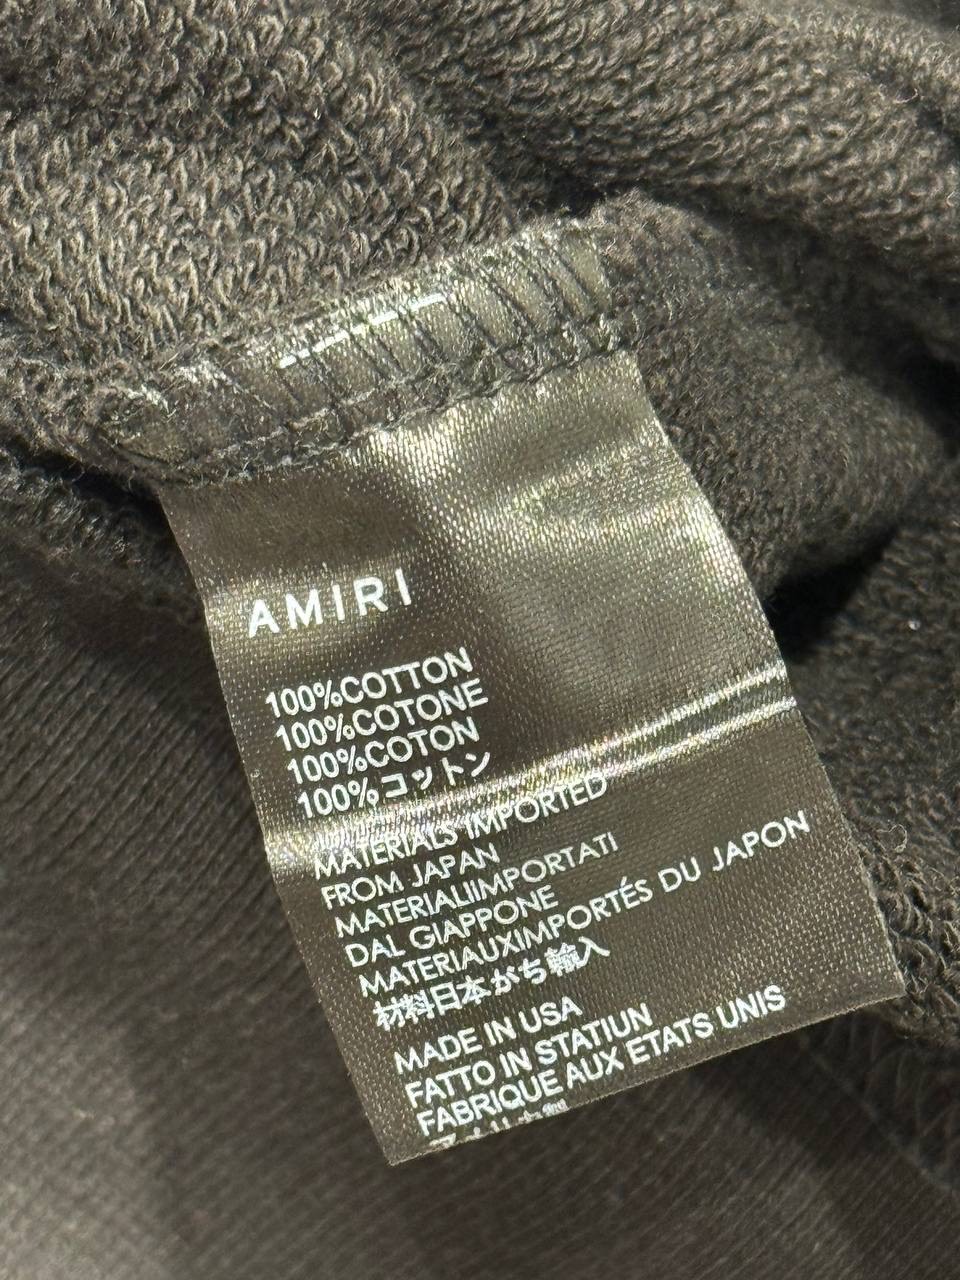 AMIRI
100%COTTON
100%COTONE
100%COTON
100%コットン
MATERIALS IMPORTED
FROM JAPAN
MATERIALIIMPORTATI
DAL GIAPPONE
MATERIAUXIMPORTÉS DU JAPON
材料日本がち輸入
MADE IN USA
FATTO IN STATIUN
FABRIQUE AUX ETATS UNIS